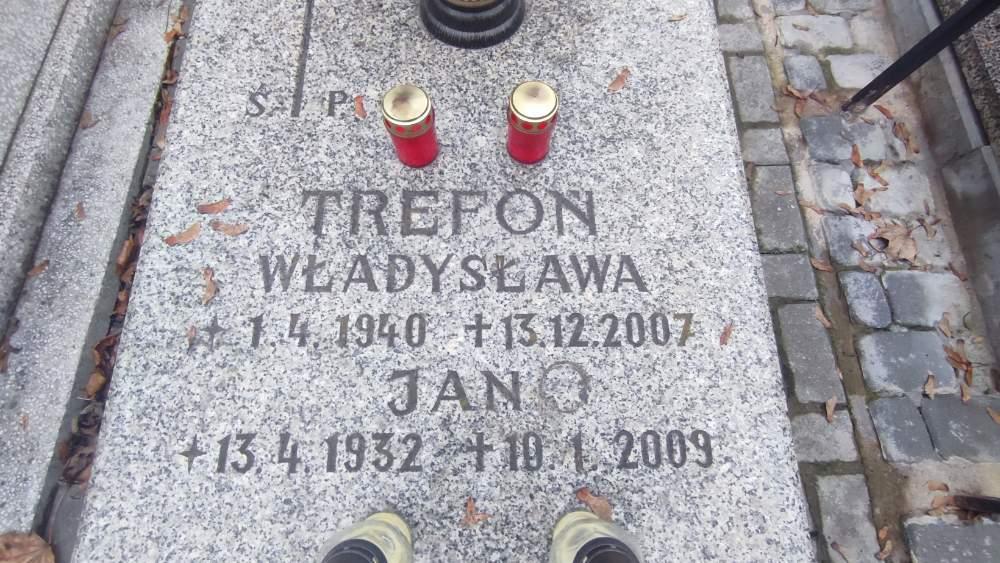 Ś. P.
TREFON
WŁADYSŁAWA
1.4.1940 +13.12.2007
JAN
13.4.1932 +10.1.2009